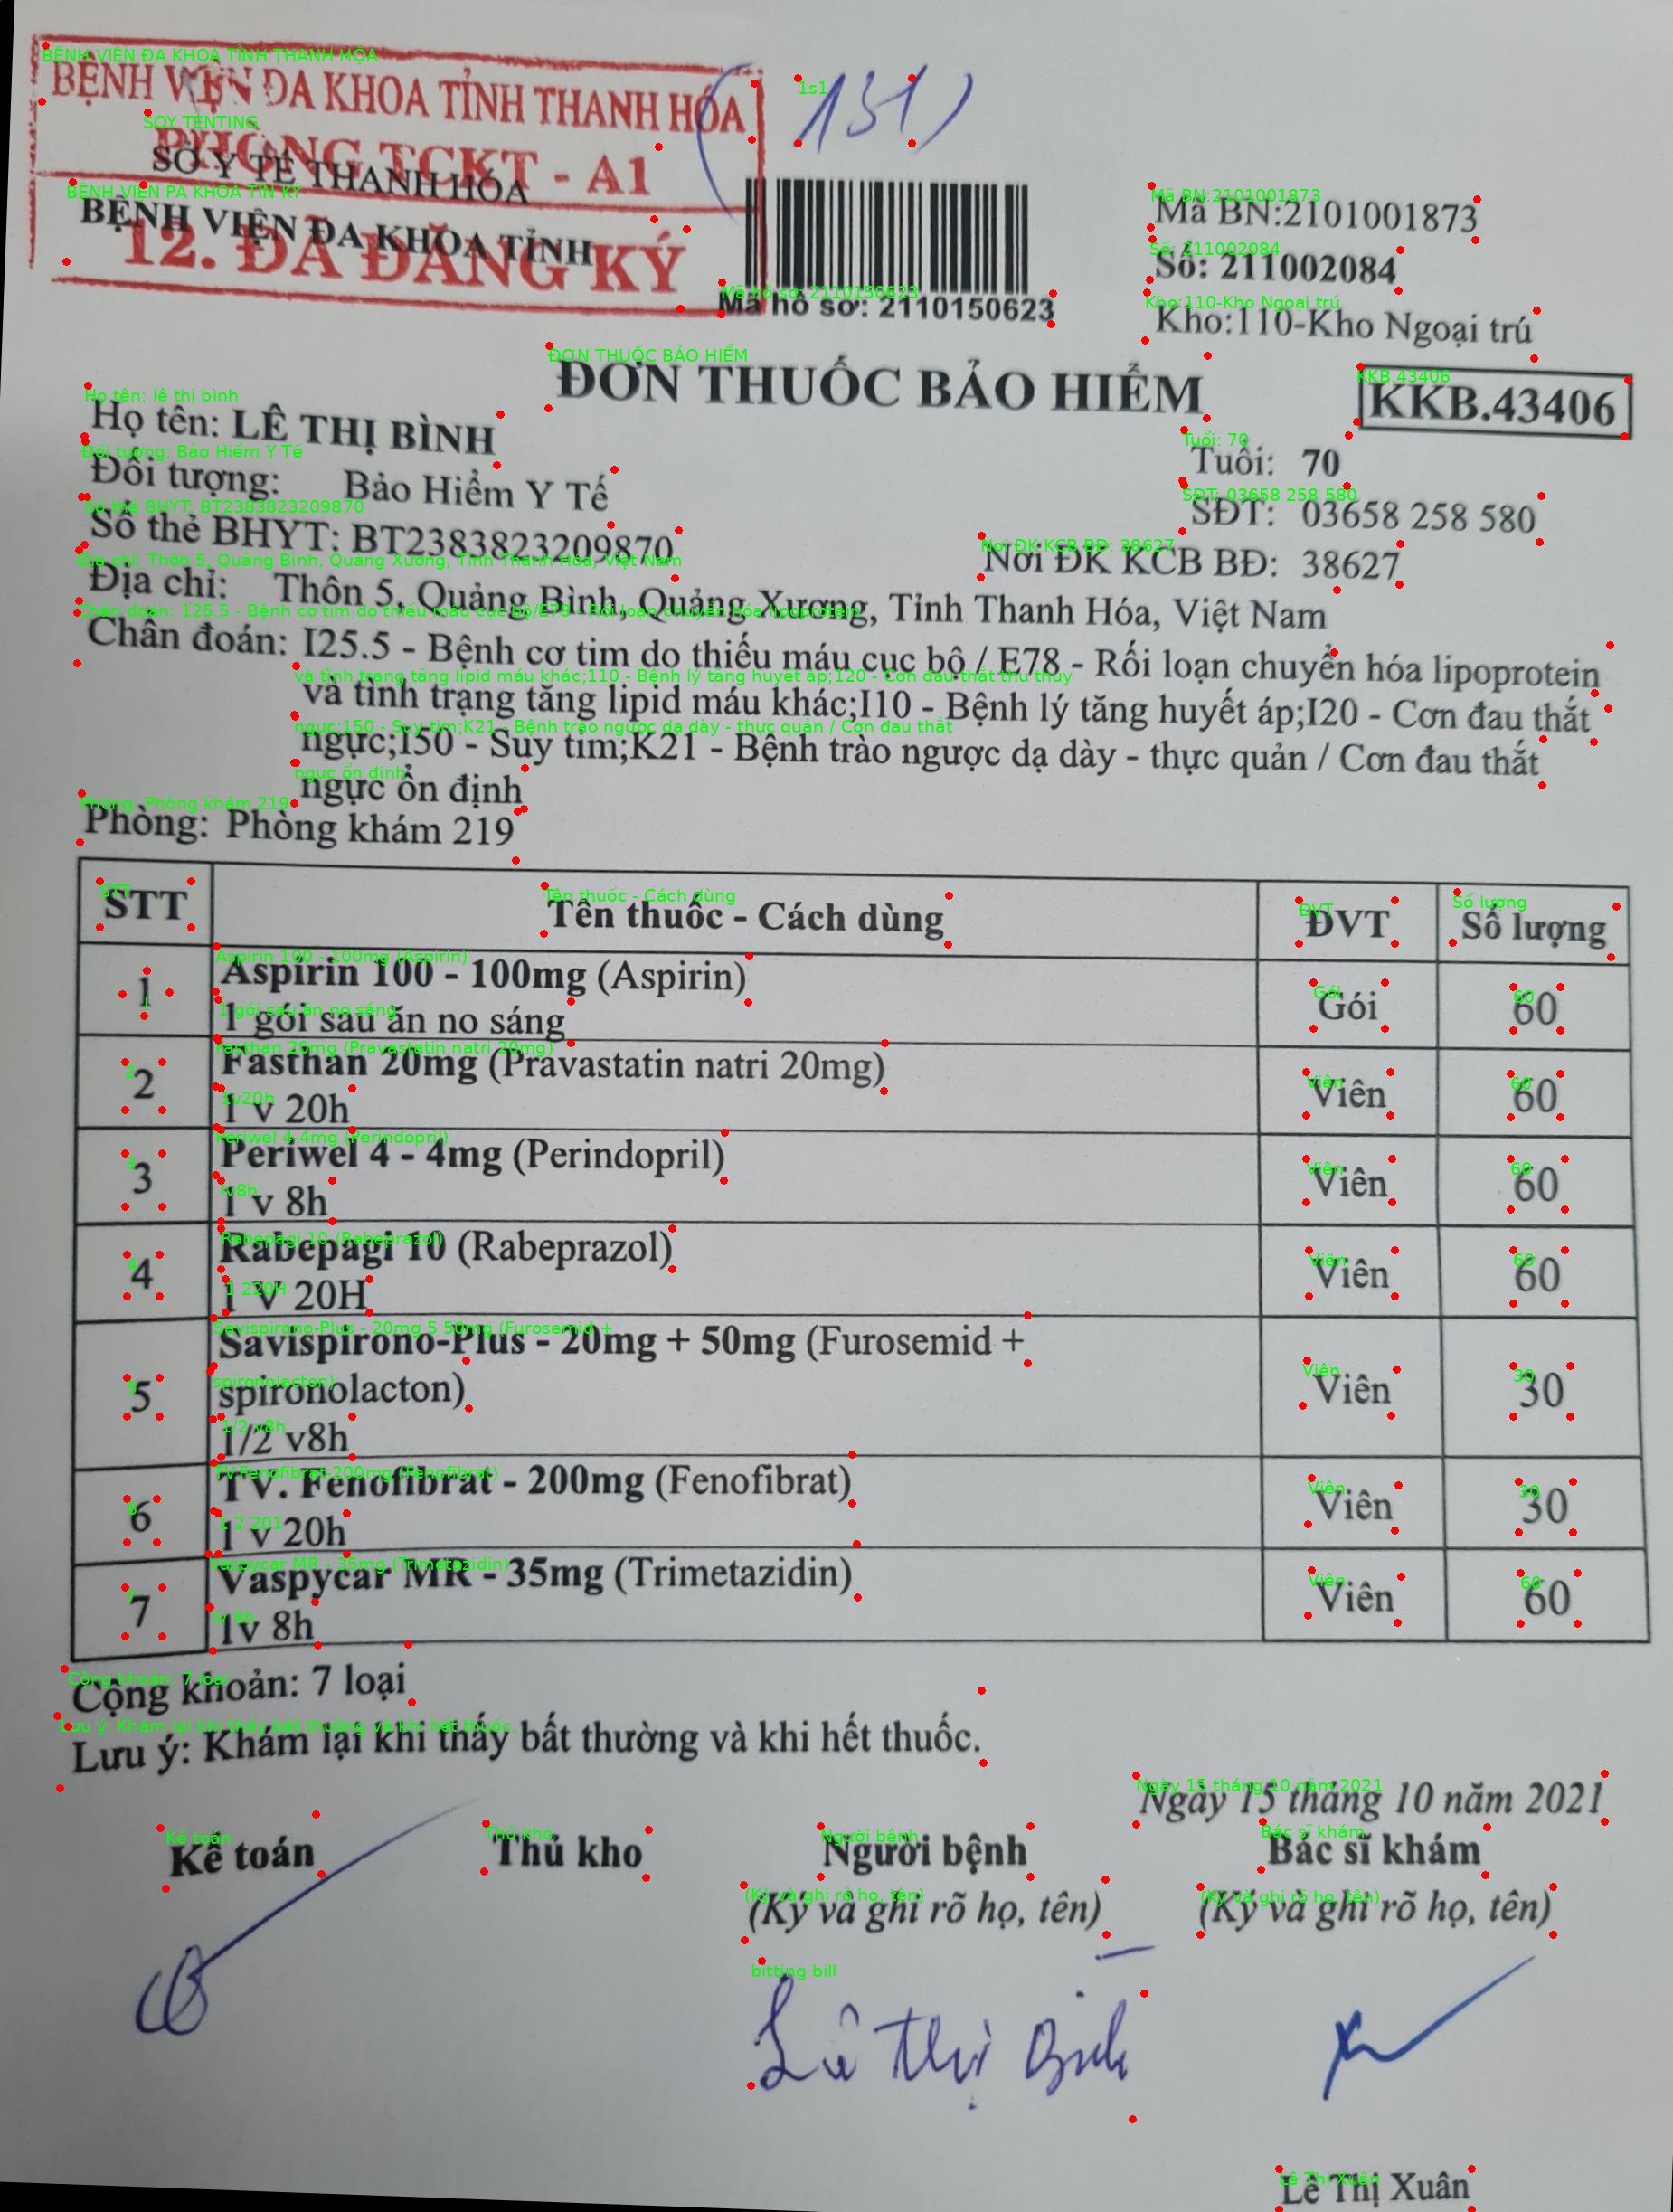 BỆNH VIỆN ĐA KHOA TỈNH THANH HÓA
PHÒNG TCKT - A1
12. ĐA ĐĂNG KÝ
SỞ Y TẾ THANH HÓA
BỆNH VIỆN ĐA KHOA TỈNH
(131)
Mã hồ sơ: 2110150623
Mã BN:2101001873
Số: 211002084
Kho:110-Kho Ngoại trú
ĐƠN THUỐC BẢO HIỂM
KKB.43406
Họ tên: LÊ THỊ BÌNH
Tuổi: 70
Đối tượng: Bảo Hiểm Y Tế
SĐT: 03658 258 580
Số thẻ BHYT: BT2383823209870
Nơi ĐK KCB BĐ: 38627
Địa chỉ: Thôn 5, Quảng Bình, Quảng Xương, Tỉnh Thanh Hóa, Việt Nam
Chẩn đoán: I25.5 - Bệnh cơ tim do thiếu máu cục bộ / E78 - Rối loạn chuyển hóa lipoprotein
và tình trạng tăng lipid máu khác;I10 - Bệnh lý tăng huyết áp;I20 - Cơn đau thắt
ngực;I50 - Suy tim;K21 - Bệnh trào ngược dạ dày - thực quản / Cơn đau thắt
ngực ổn định
Phòng: Phòng khám 219
STT Tên thuốc - Cách dùng ĐVT Số lượng
1 Aspirin 100 - 100mg (Aspirin) Gói 60
1 gói sau ăn no sáng
2 Fasthan 20mg (Pravastatin natri 20mg) Viên 60
1 v 20h
3 Periwel 4 - 4mg (Perindopril) Viên 60
1 v 8h
4 Rabepagi 10 (Rabeprazol) Viên 60
1 V 20H
5 Savispirono-Plus - 20mg + 50mg (Furosemid + Viên 30
spironolacton)
1/2 v8h
6 TV. Fenofibrat - 200mg (Fenofibrat) Viên 30
1 v 20h
7 Vaspycar MR - 35mg (Trimetazidin) Viên 60
1v 8h
Cộng khoản: 7 loại
Lưu ý: Khám lại khi thấy bất thường và khi hết thuốc.
Ngày 15 tháng 10 năm 2021
Kế toán Thủ kho Người bệnh Bác sĩ khám
(Ký và ghi rõ họ, tên) (Ký và ghi rõ họ, tên)
Lê Thị Bình
Lê Thị Xuân